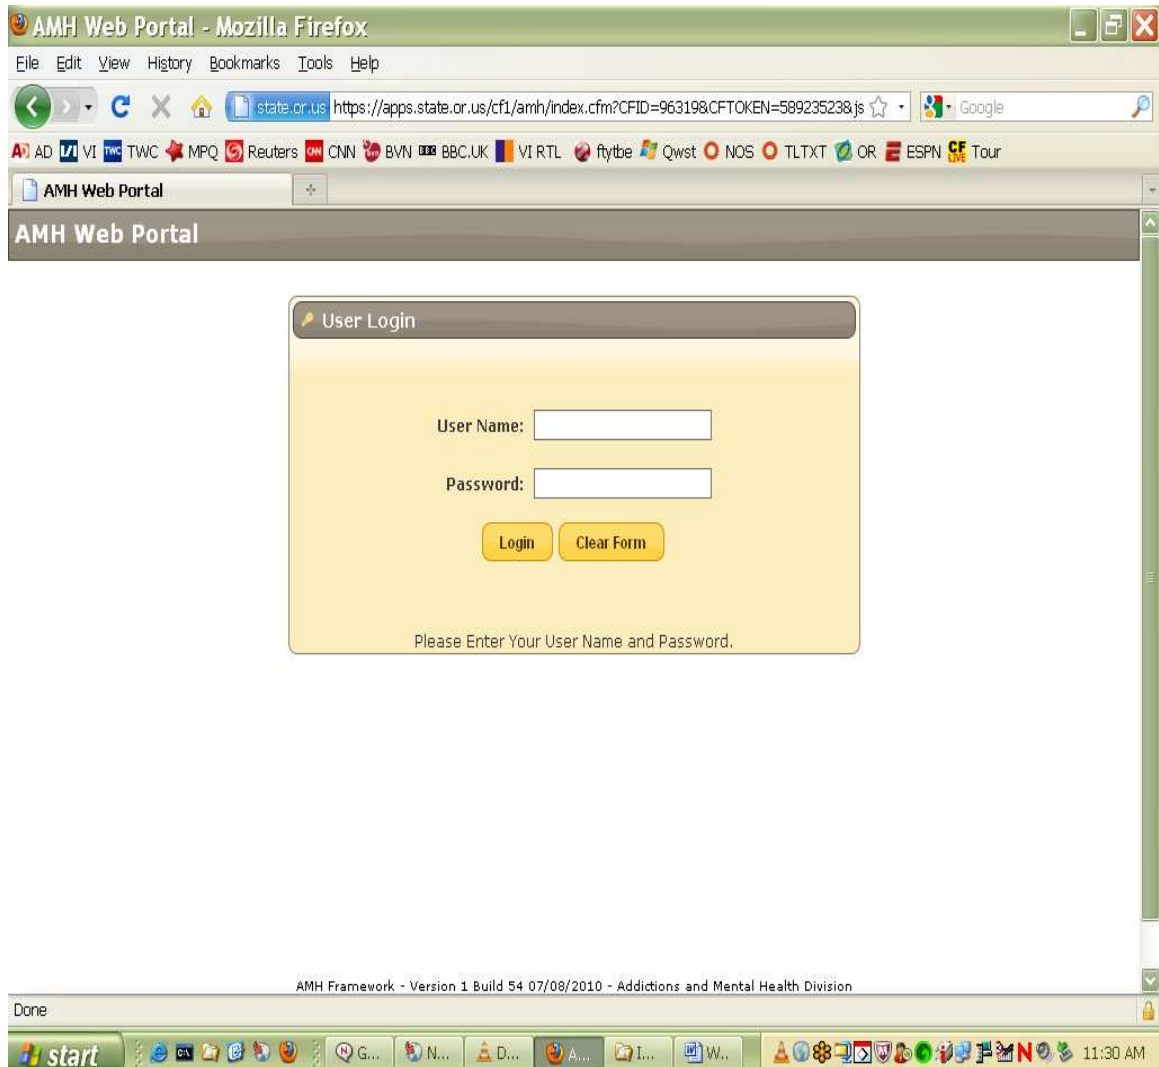 AMH Web Portal - Mozilla Firefox
File Edit View History Bookmarks Tools Help
state.or.us https://apps.state.or.us/cf1/amh/index.cfm?CFID=96319&CFTOKEN=58923523&js Google
AD VI TWC MPQ Reuters CNN BVN BBC.UK VI RTL ftytbe Qwst NOS TLTXT OR ESPN Tour
AMH Web Portal
AMH Web Portal
User Login
User Name:
Password:
Login Clear Form
Please Enter Your User Name and Password.
AMH Framework - Version 1 Build 54 07/08/2010 - Addictions and Mental Health Division
Done
start G... N... D... A... I... W... 11:30 AM